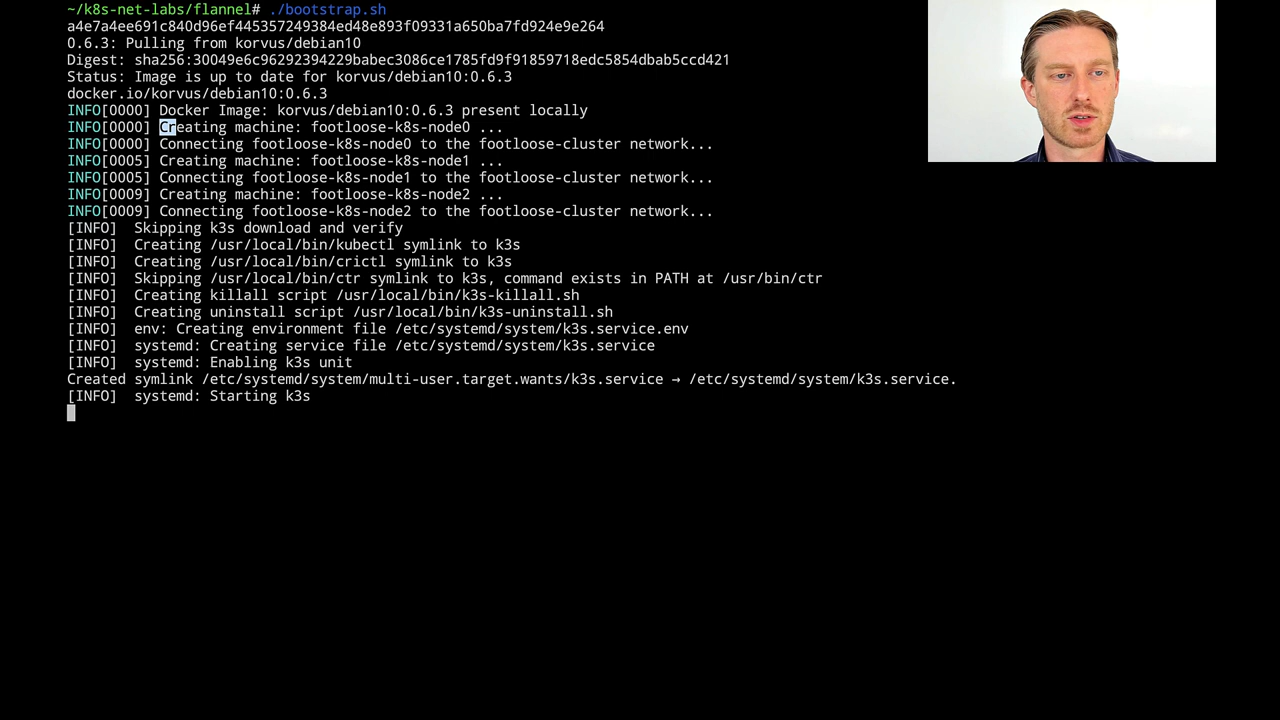 ~/k8s-net-labs/flannel# ./bootstrap.sh
a4e7a4ee691c840d96ef445357249384ed48e893f09331a650ba7fd924e9e264
0.6.3: Pulling from korvus/debian10
Digest: sha256:30049e6c96292394229babec3086ce1785fd9f91859718edc5854dbab5ccd421
Status: Image is up to date for korvus/debian10:0.6.3
docker.io/korvus/debian10:0.6.3
INFO[0000] Docker Image: korvus/debian10:0.6.3 present locally
INFO[0000] Creating machine: footloose-k8s-node0 ...
INFO[0000] Connecting footloose-k8s-node0 to the footloose-cluster network...
INFO[0005] Creating machine: footloose-k8s-node1 ...
INFO[0005] Connecting footloose-k8s-node1 to the footloose-cluster network...
INFO[0009] Creating machine: footloose-k8s-node2 ...
INFO[0009] Connecting footloose-k8s-node2 to the footloose-cluster network...
[INFO]  Skipping k3s download and verify
[INFO]  Creating /usr/local/bin/kubectl symlink to k3s
[INFO]  Creating /usr/local/bin/crictl symlink to k3s
[INFO]  Skipping /usr/local/bin/ctr symlink to k3s, command exists in PATH at /usr/bin/ctr
[INFO]  Creating killall script /usr/local/bin/k3s-killall.sh
[INFO]  Creating uninstall script /usr/local/bin/k3s-uninstall.sh
[INFO]  env: Creating environment file /etc/systemd/system/k3s.service.env
[INFO]  systemd: Creating service file /etc/systemd/system/k3s.service
[INFO]  systemd: Enabling k3s unit
Created symlink /etc/systemd/system/multi-user.target.wants/k3s.service → /etc/systemd/system/k3s.service.
[INFO]  systemd: Starting k3s